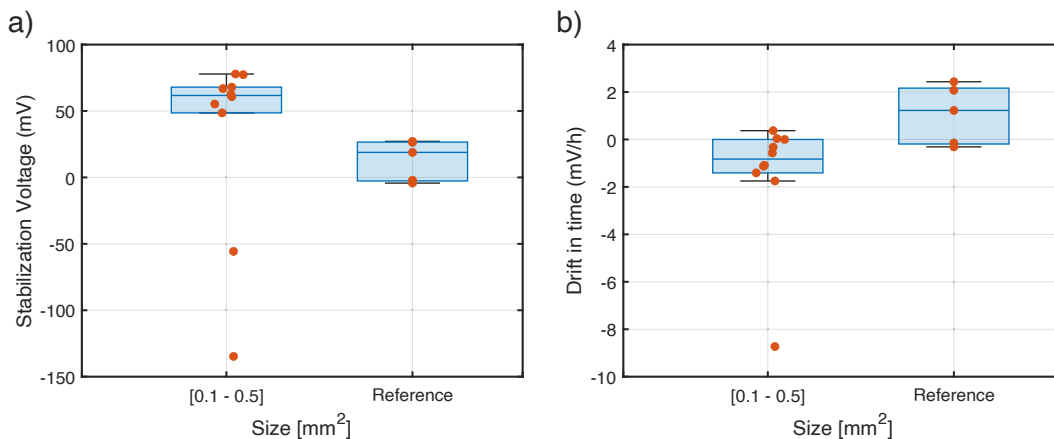 a)
Stabilization Voltage (mV)
100
50
0
-50
-100
-150
[0.1 - 0.5]
Reference
Size [mm²]
b)
Drift in time (mV/h)
4
2
0
-2
-4
-6
-8
-10
[0.1 - 0.5]
Reference
Size [mm²]